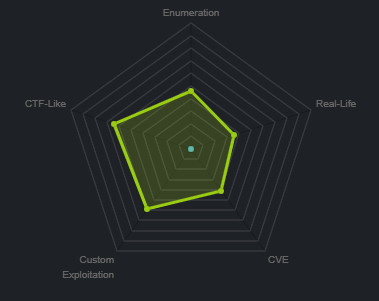 Enumeration
CTF-Like
Real-Life
Custom
Exploitation
CVE